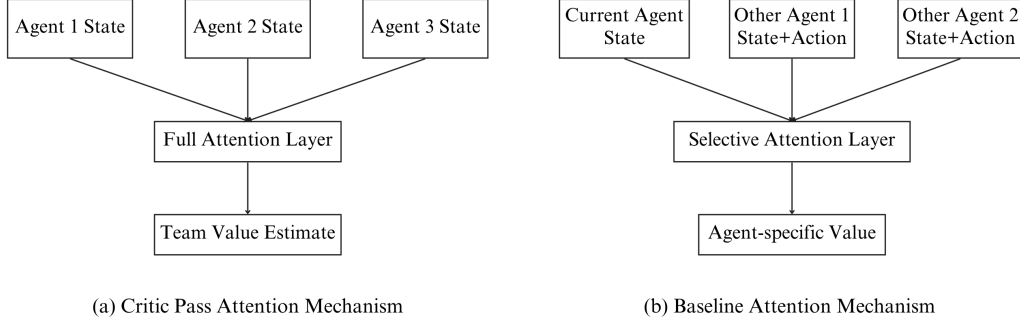 Agent 1 State
Agent 2 State
Agent 3 State
Full Attention Layer
Team Value Estimate
(a) Critic Pass Attention Mechanism
Current Agent
State
Other Agent 1
State+Action
Other Agent 2
State+Action
Selective Attention Layer
Agent-specific Value
(b) Baseline Attention Mechanism